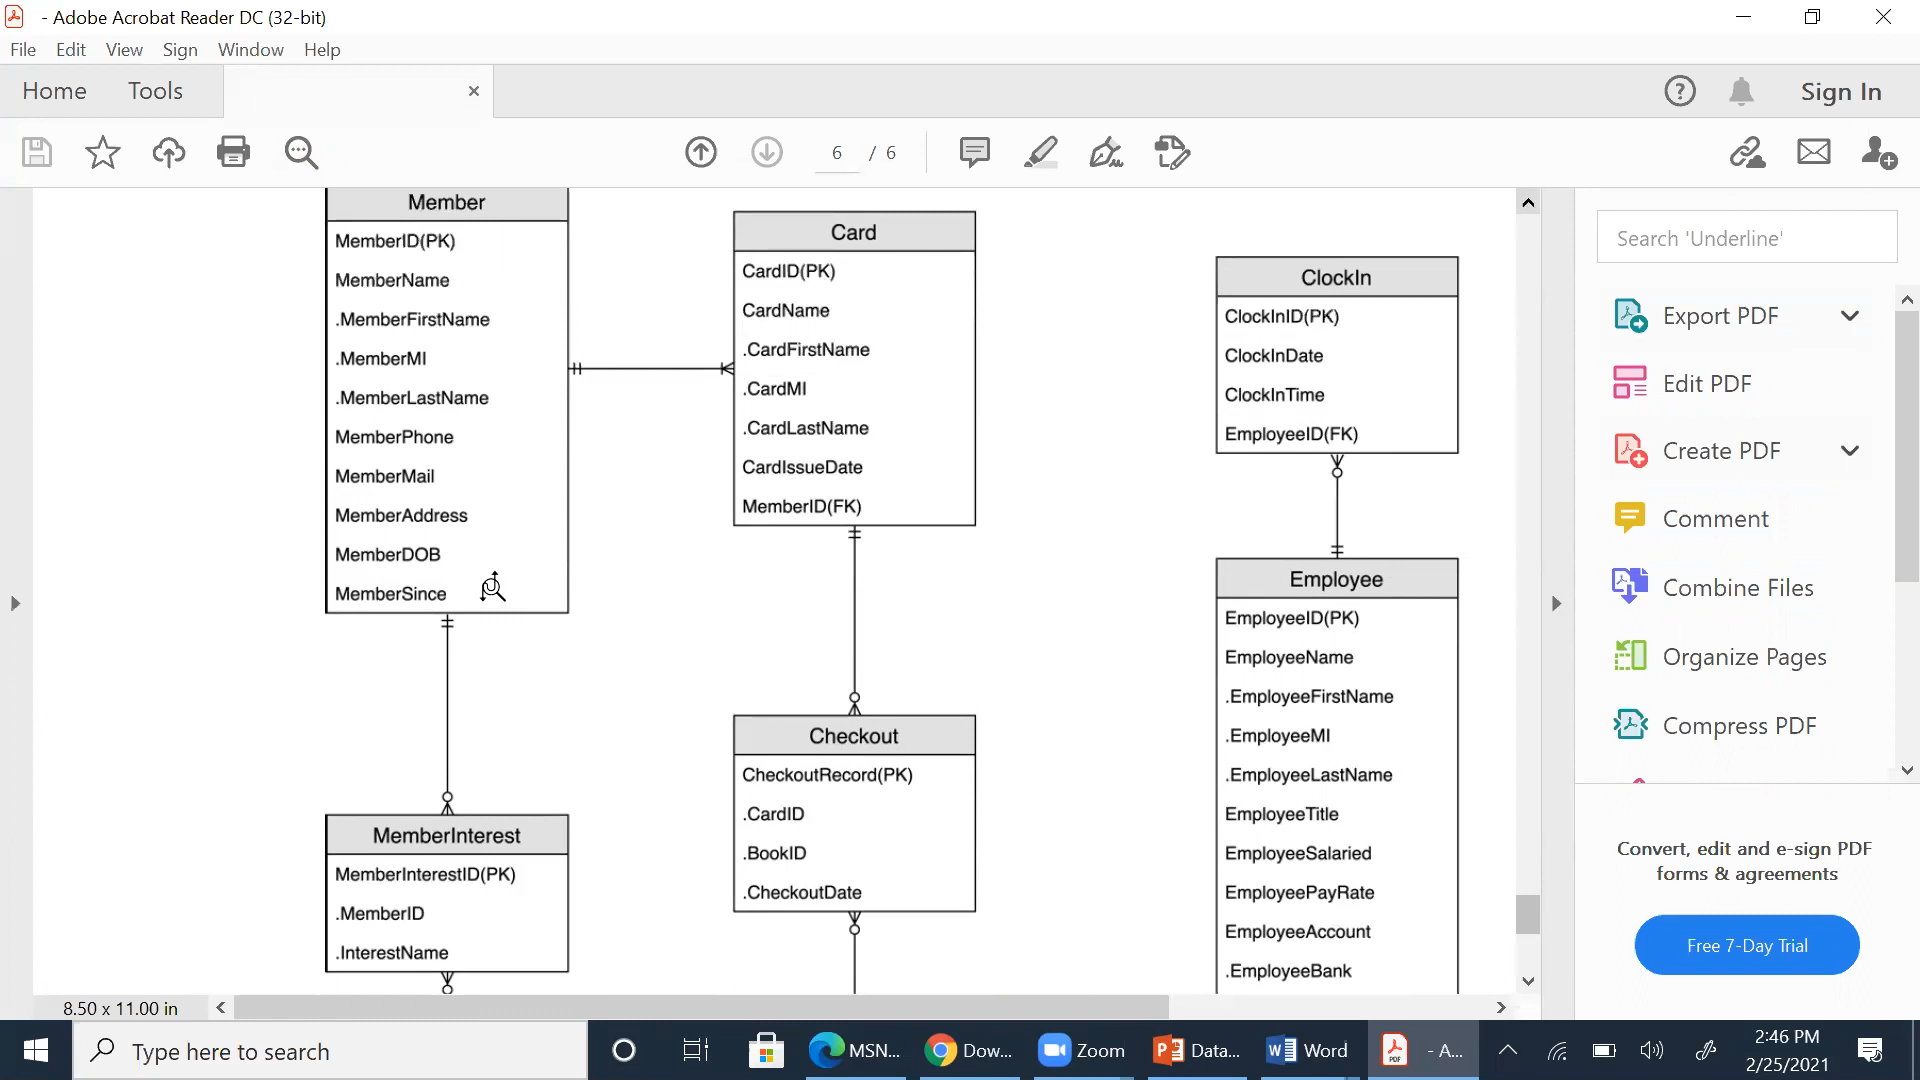 - Adobe Acrobat Reader DC (32-bit)
File Edit View Sign Window Help
Home Tools
Sign In
6 / 6
Member
MemberID(PK)
MemberName
.MemberFirstName
.MemberMI
.MemberLastName
MemberPhone
MemberMail
MemberAddress
MemberDOB
MemberSince
MemberInterest
MemberInterestID(PK)
.MemberID
.InterestName
Card
CardID(PK)
CardName
.CardFirstName
.CardMI
.CardLastName
CardIssueDate
MemberID(FK)
Checkout
CheckoutRecord(PK)
.CardID
.BookID
.CheckoutDate
ClockIn
ClockInID(PK)
ClockInDate
ClockInTime
EmployeeID(FK)
Employee
EmployeeID(PK)
EmployeeName
.EmployeeFirstName
.EmployeeMI
.EmployeeLastName
EmployeeTitle
EmployeeSalaried
EmployeePayRate
EmployeeAccount
.EmployeeBank
Search 'Underline'
Export PDF
Edit PDF
Create PDF
Comment
Combine Files
Organize Pages
Compress PDF
Convert, edit and e-sign PDF
forms & agreements
Free 7-Day Trial
8.50 x 11.00 in
Type here to search
MSN...
Dow...
Zoom
Data...
Word
- A...
2:46 PM
2/25/2021